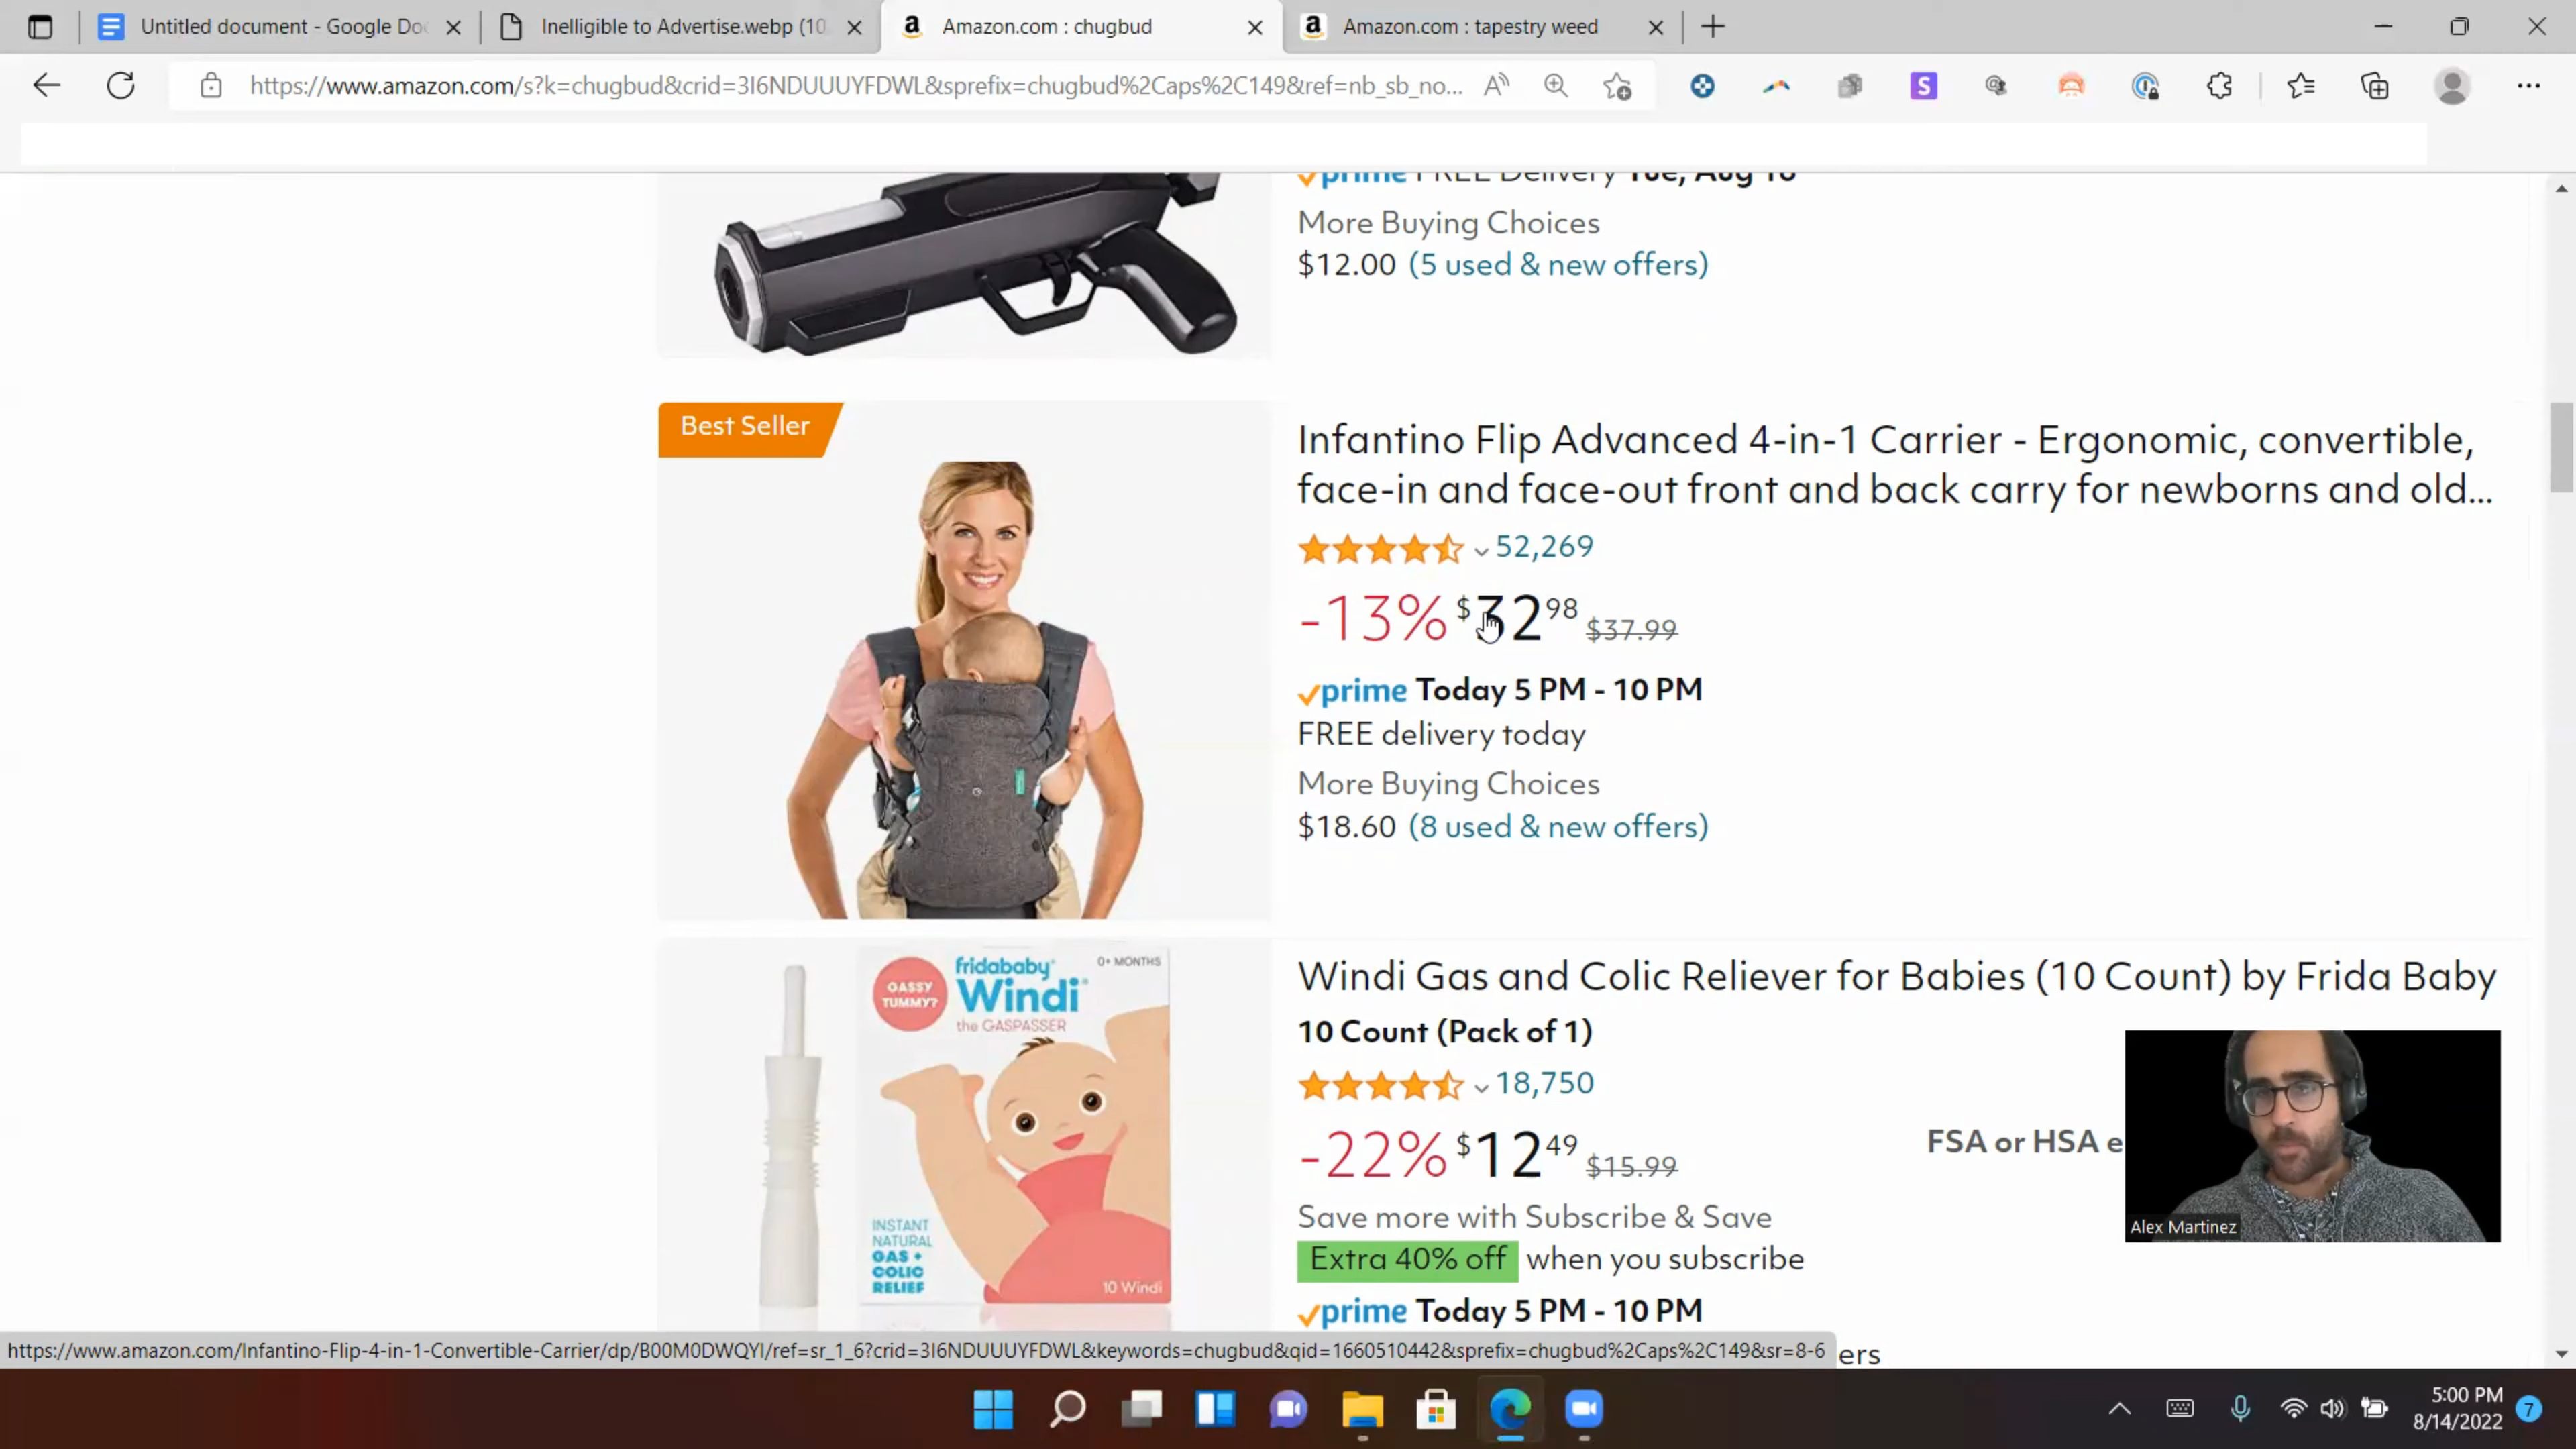 Untitled document - Google Do
Inelligible to Advertise.webp (10
Amazon.com : chugbud
Amazon.com : tapestry weed
https://www.amazon.com/s?k=chugbud&crid=3I6NDUUUYFDWL&sprefix=chugbud%2Caps%2C149&ref=nb_sb_no...
prime FREE Delivery Tue, Aug 16
More Buying Choices
$12.00 (5 used & new offers)
Best Seller
Infantino Flip Advanced 4-in-1 Carrier - Ergonomic, convertible,
face-in and face-out front and back carry for newborns and old...
52,269
-13% $32.98 $37.99
prime Today 5 PM - 10 PM
FREE delivery today
More Buying Choices
$18.60 (8 used & new offers)
fridababy
0+ MONTHS
GASSY
TUMMY?
Windi
the GASPASSER
INSTANT
NATURAL
GAS +
COLIC
RELIEF
10 Windi
Windi Gas and Colic Reliever for Babies (10 Count) by Frida Baby
10 Count (Pack of 1)
18,750
-22% $12.49 $15.99
FSA or HSA e
Save more with Subscribe & Save
Extra 40% off when you subscribe
prime Today 5 PM - 10 PM
Alex Martinez
https://www.amazon.com/Infantino-Flip-4-in-1-Convertible-Carrier/dp/B00M0DWQYI/ref=sr_1_6?crid=3I6NDUUUYFDWL&keywords=chugbud&qid=1660510442&sprefix=chugbud%2Caps%2C149&sr=8-6
ers
5:00 PM
8/14/2022
7